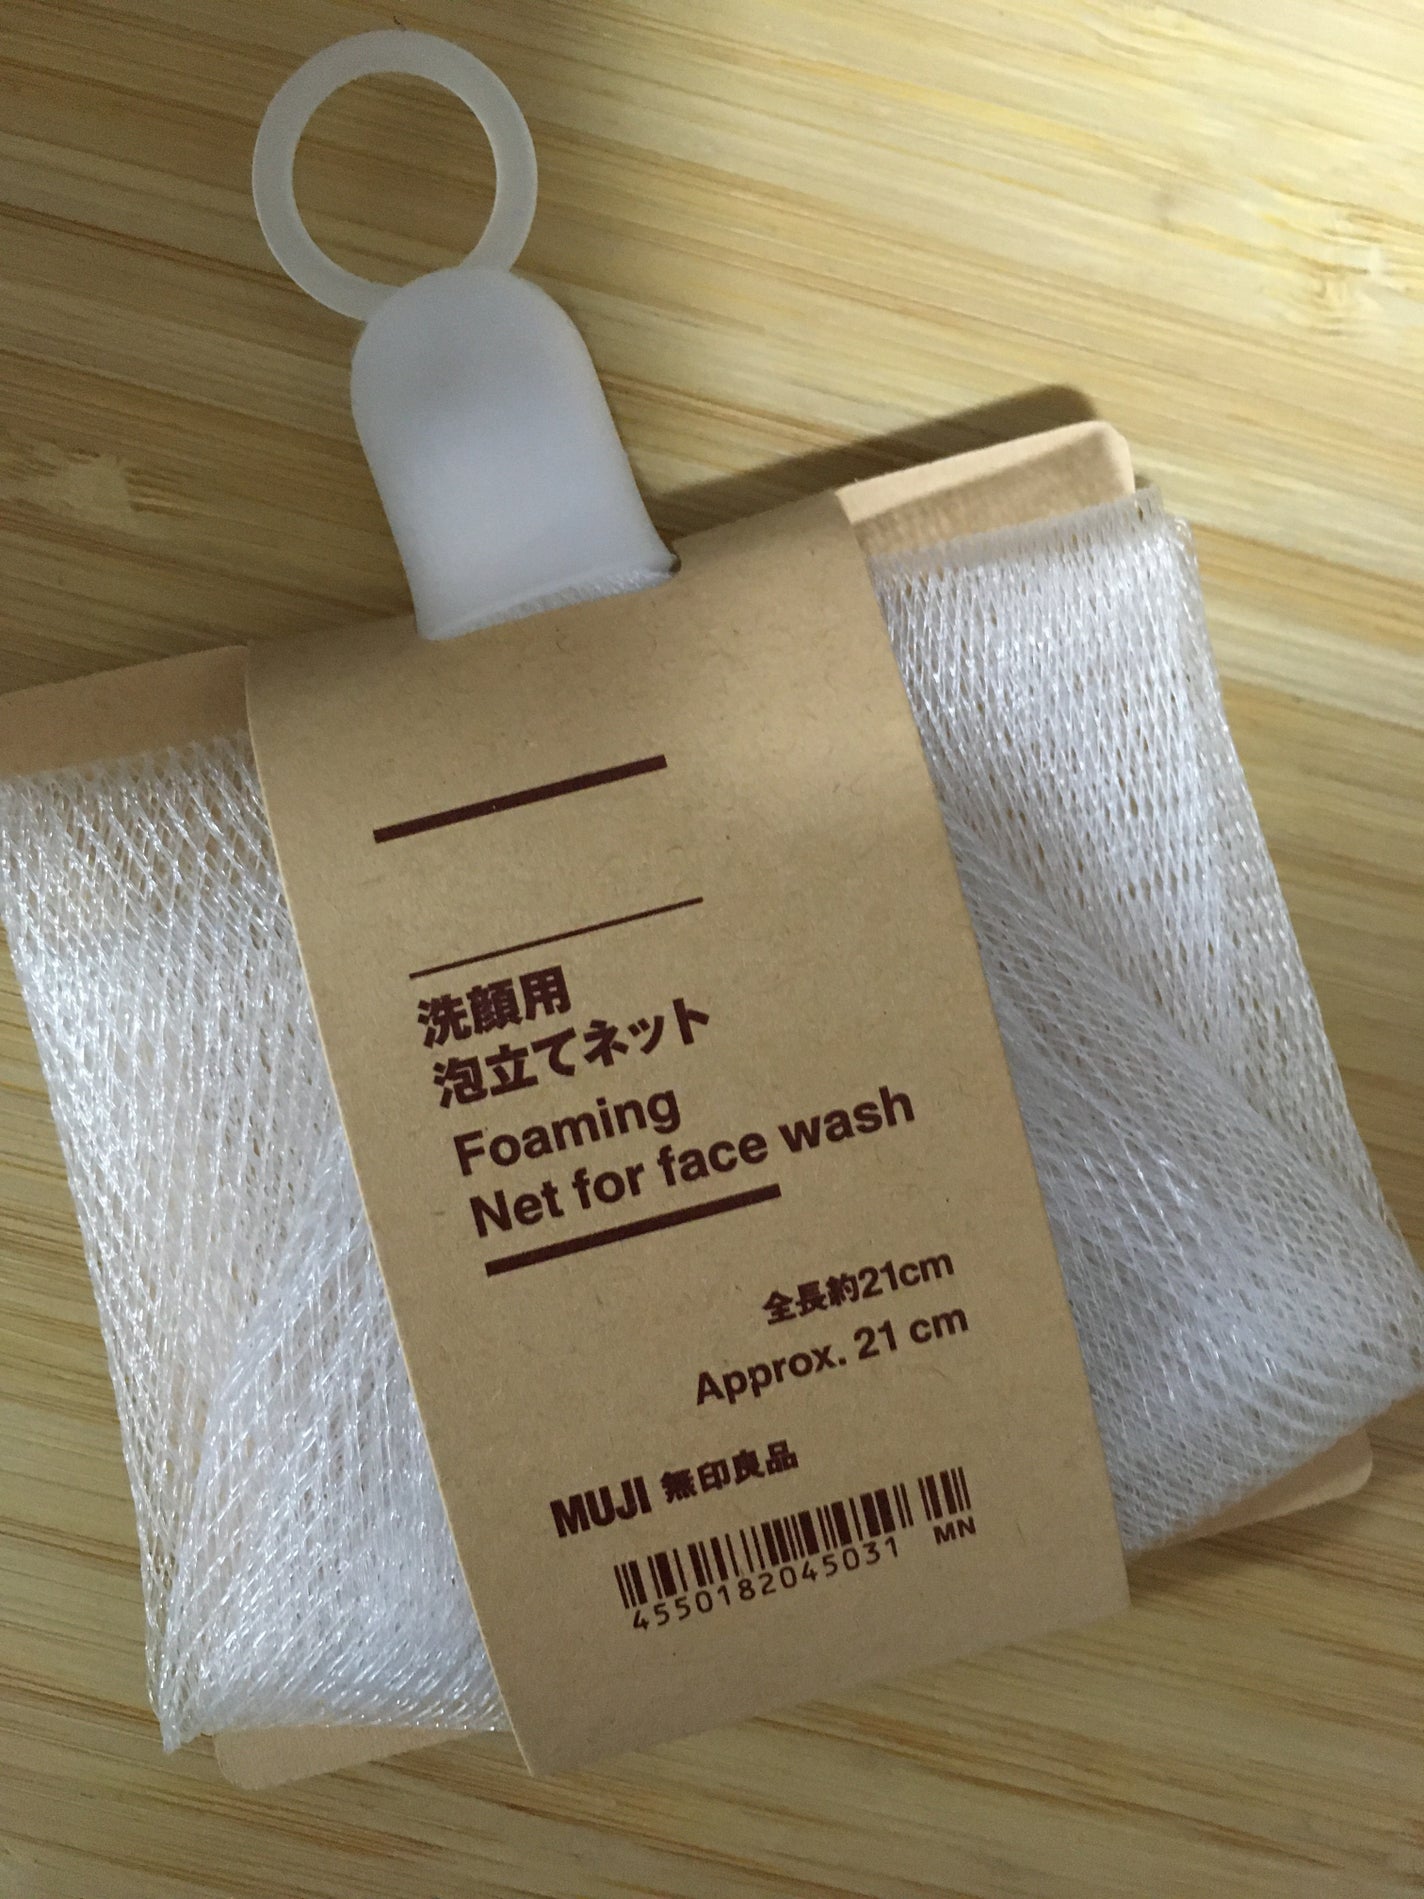 洗顔用
泡立てネット
Foaming
Net for face wash
全長約21cm
Approx. 21 cm
MUJI 無印良品
4550182045031 MN